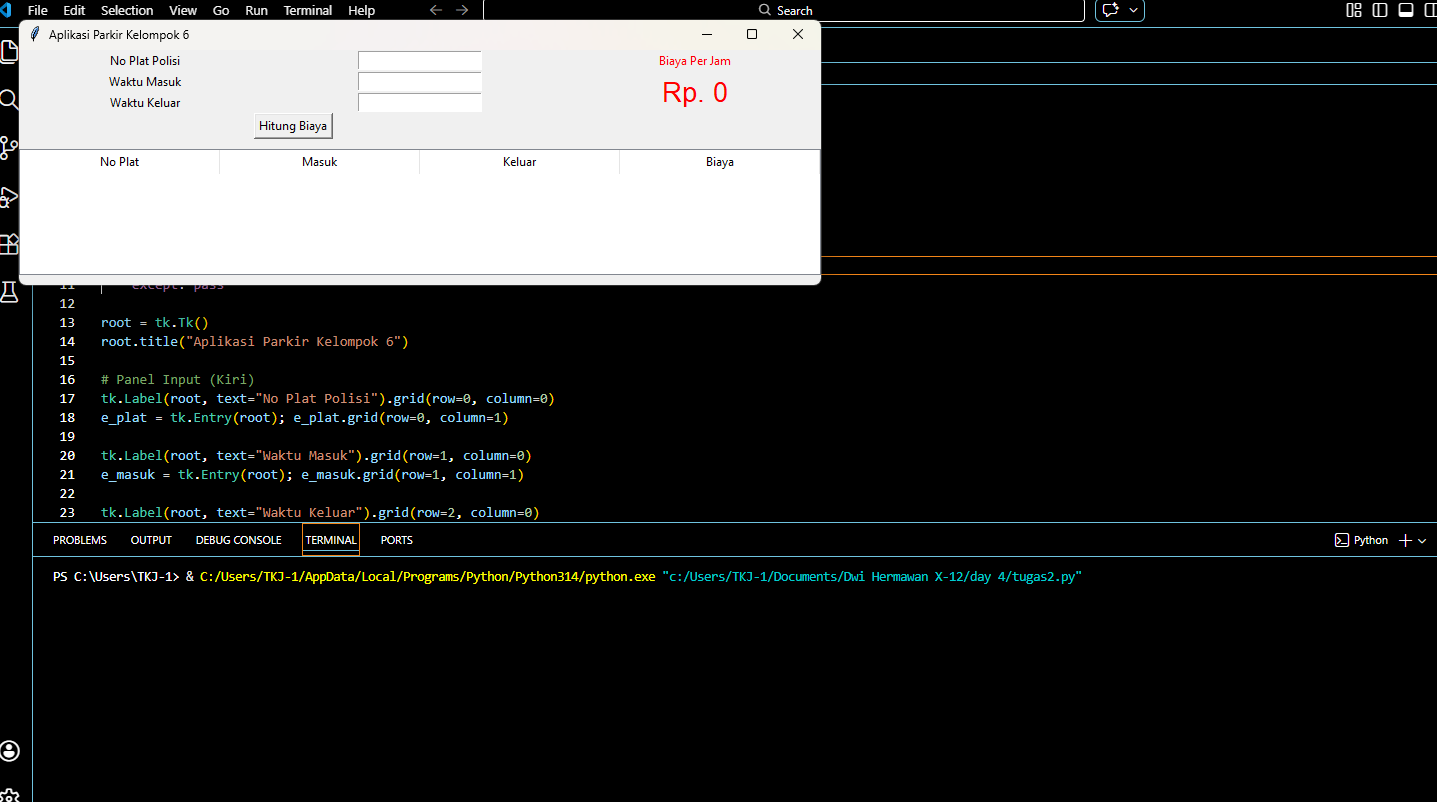 File Edit Selection View Go Run Terminal Help Search
Aplikasi Parkir Kelompok 6
No Plat Polisi
Waktu Masuk
Waktu Keluar
Hitung Biaya
Biaya Per Jam
Rp. 0
No Plat Masuk Keluar Biaya
11 except: pass
12
13 root = tk.Tk()
14 root.title("Aplikasi Parkir Kelompok 6")
15
16 # Panel Input (Kiri)
17 tk.Label(root, text="No Plat Polisi").grid(row=0, column=0)
18 e_plat = tk.Entry(root); e_plat.grid(row=0, column=1)
19
20 tk.Label(root, text="Waktu Masuk").grid(row=1, column=0)
21 e_masuk = tk.Entry(root); e_masuk.grid(row=1, column=1)
22
23 tk.Label(root, text="Waktu Keluar").grid(row=2, column=0)
PROBLEMS OUTPUT DEBUG CONSOLE TERMINAL PORTS
Python
PS C:\Users\TKJ-1> & C:/Users/TKJ-1/AppData/Local/Programs/Python/Python314/python.exe "c:/Users/TKJ-1/Documents/Dwi Hermawan X-12/day 4/tugas2.py"